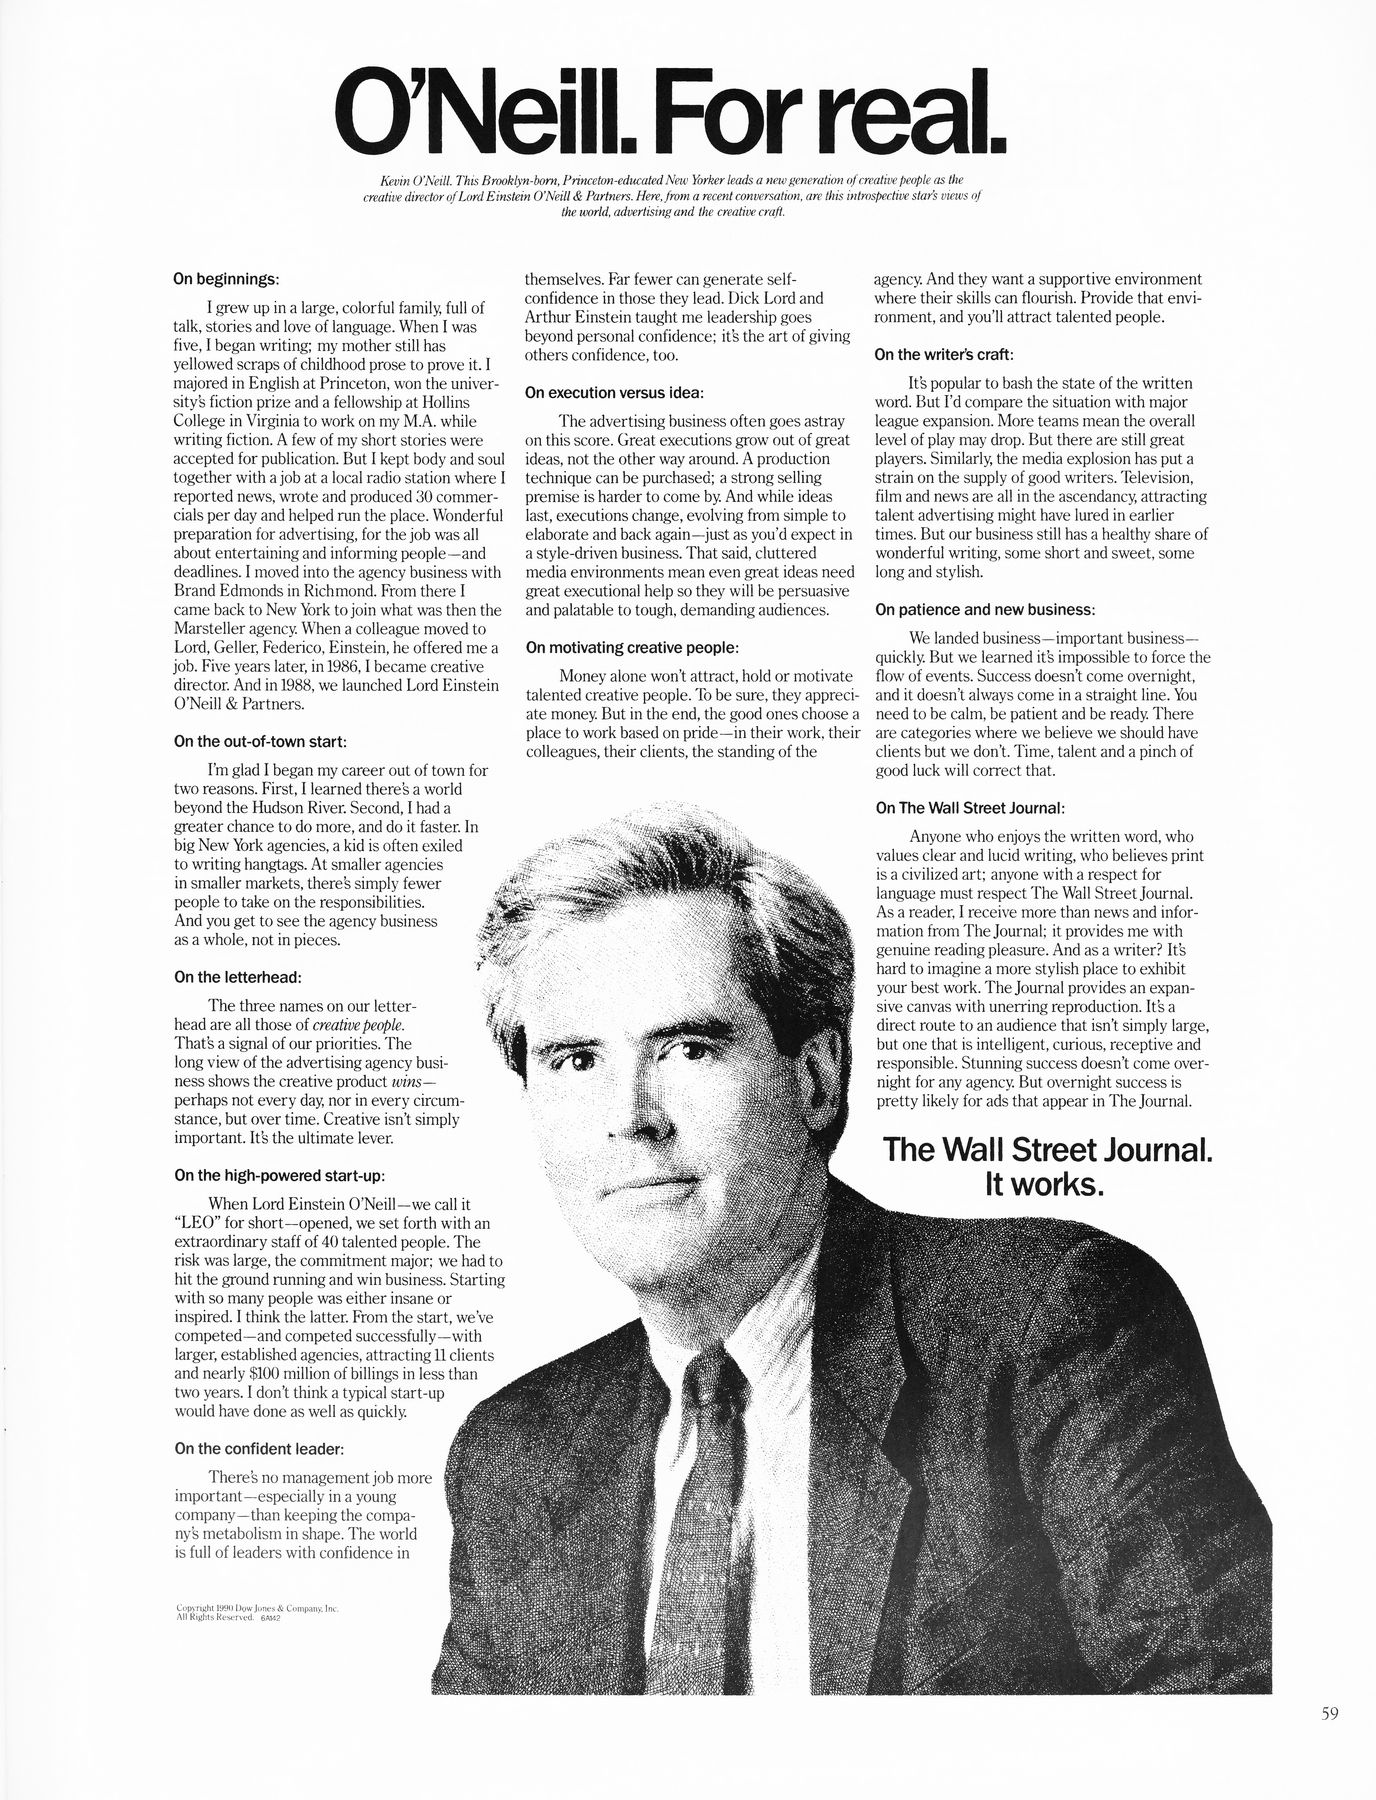 O'Neill. For real.
Kevin O'Neill. This Brooklyn-born, Princeton-educated New Yorker leads a new generation of creative people as the
creative director of Lord Einstein O'Neill & Partners. Here, from a recent conversation, are this introspective star's views of
the world, advertising and the creative craft.
On beginnings:
I grew up in a large, colorful family, full of
talk, stories and love of language. When I was
five, I began writing; my mother still has
yellowed scraps of childhood prose to prove it. I
majored in English at Princeton, won the univer-
sity's fiction prize and a fellowship at Hollins
College in Virginia to work on my M.A. while
writing fiction. A few of my short stories were
accepted for publication. But I kept body and soul
together with a job at a local radio station where I
reported news, wrote and produced 30 commer-
cials per day and helped run the place. Wonderful
preparation for advertising, for the job was all
about entertaining and informing people—and
deadlines. I moved into the agency business with
Brand Edmonds in Richmond. From there I
came back to New York to join what was then the
Marsteller agency. When a colleague moved to
Lord, Geller, Federico, Einstein, he offered me a
job. Five years later, in 1986, I became creative
director. And in 1988, we launched Lord Einstein
O'Neill & Partners.
On the out-of-town start:
I'm glad I began my career out of town for
two reasons. First, I learned there's a world
beyond the Hudson River. Second, I had a
greater chance to do more, and do it faster. In
big New York agencies, a kid is often exiled
to writing hangtags. At smaller agencies
in smaller markets, there's simply fewer
people to take on the responsibilities.
And you get to see the agency business
as a whole, not in pieces.
On the letterhead:
The three names on our letter-
head are all those of creative people.
That's a signal of our priorities. The
long view of the advertising agency busi-
ness shows the creative product wins—
perhaps not every day, nor in every circum-
stance, but over time. Creative isn't simply
important. It's the ultimate lever.
On the high-powered start-up:
When Lord Einstein O'Neill—we call it
"LEO" for short—opened, we set forth with an
extraordinary staff of 40 talented people. The
risk was large, the commitment major; we had to
hit the ground running and win business. Starting
with so many people was either insane or
inspired. I think the latter. From the start, we've
competed—and competed successfully—with
larger, established agencies, attracting 11 clients
and nearly $100 million of billings in less than
two years. I don't think a typical start-up
would have done as well as quickly.
On the confident leader:
There's no management job more
important—especially in a young
company—than keeping the compa-
ny's metabolism in shape. The world
is full of leaders with confidence in
themselves. Far fewer can generate self-
confidence in those they lead. Dick Lord and
Arthur Einstein taught me leadership goes
beyond personal confidence; it's the art of giving
others confidence, too.
On execution versus idea:
The advertising business often goes astray
on this score. Great executions grow out of great
ideas, not the other way around. A production
technique can be purchased; a strong selling
premise is harder to come by. And while ideas
last, executions change, evolving from simple to
elaborate and back again—just as you'd expect in
a style-driven business. That said, cluttered
media environments mean even great ideas need
great executional help so they will be persuasive
and palatable to tough, demanding audiences.
On motivating creative people:
Money alone won't attract, hold or motivate
talented creative people. To be sure, they appreci-
ate money. But in the end, the good ones choose a
place to work based on pride—in their work, their
colleagues, their clients, the standing of the
agency. And they want a supportive environment
where their skills can flourish. Provide that envi-
ronment, and you'll attract talented people.
On the writer's craft:
It's popular to bash the state of the written
word. But I'd compare the situation with major
league expansion. More teams mean the overall
level of play may drop. But there are still great
players. Similarly, the media explosion has put a
strain on the supply of good writers. Television,
film and news are all in the ascendancy, attracting
talent advertising might have lured in earlier
times. But our business still has a healthy share of
wonderful writing, some short and sweet, some
long and stylish.
On patience and new business:
We landed business—important business—
quickly. But we learned it's impossible to force the
flow of events. Success doesn't come overnight,
and it doesn't always come in a straight line. You
need to be calm, be patient and be ready. There
are categories where we believe we should have
clients but we don't. Time, talent and a pinch of
good luck will correct that.
On The Wall Street Journal:
Anyone who enjoys the written word, who
values clear and lucid writing, who believes print
is a civilized art; anyone with a respect for
language must respect The Wall Street Journal.
As a reader, I receive more than news and infor-
mation from The Journal; it provides me with
genuine reading pleasure. And as a writer? It's
hard to imagine a more stylish place to exhibit
your best work. The Journal provides an expan-
sive canvas with unerring reproduction. It's a
direct route to an audience that isn't simply large,
but one that is intelligent, curious, receptive and
responsible. Stunning success doesn't come over-
night for any agency. But overnight success is
pretty likely for ads that appear in The Journal.
The Wall Street Journal.
It works.
Copyright 1990 Dow Jones & Company, Inc.
All Rights Reserved. 6A142
59